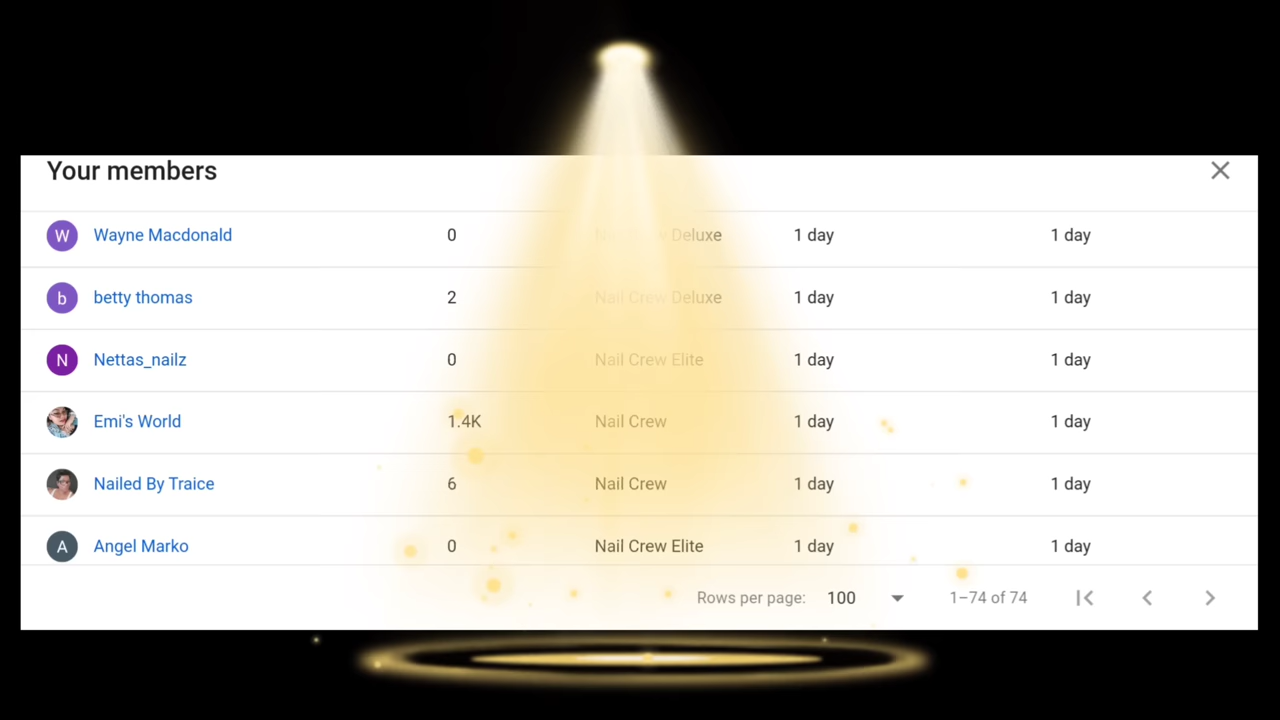 Your members
W Wayne Macdonald 0 Nail Crew Deluxe 1 day 1 day
b betty thomas 2 Nail Crew Deluxe 1 day 1 day
N Nettas_nailz 0 Nail Crew Elite 1 day 1 day
Emi's World 1.4K Nail Crew 1 day 1 day
Nailed By Traice 6 Nail Crew 1 day 1 day
A Angel Marko 0 Nail Crew Elite 1 day 1 day
Rows per page: 100 1–74 of 74